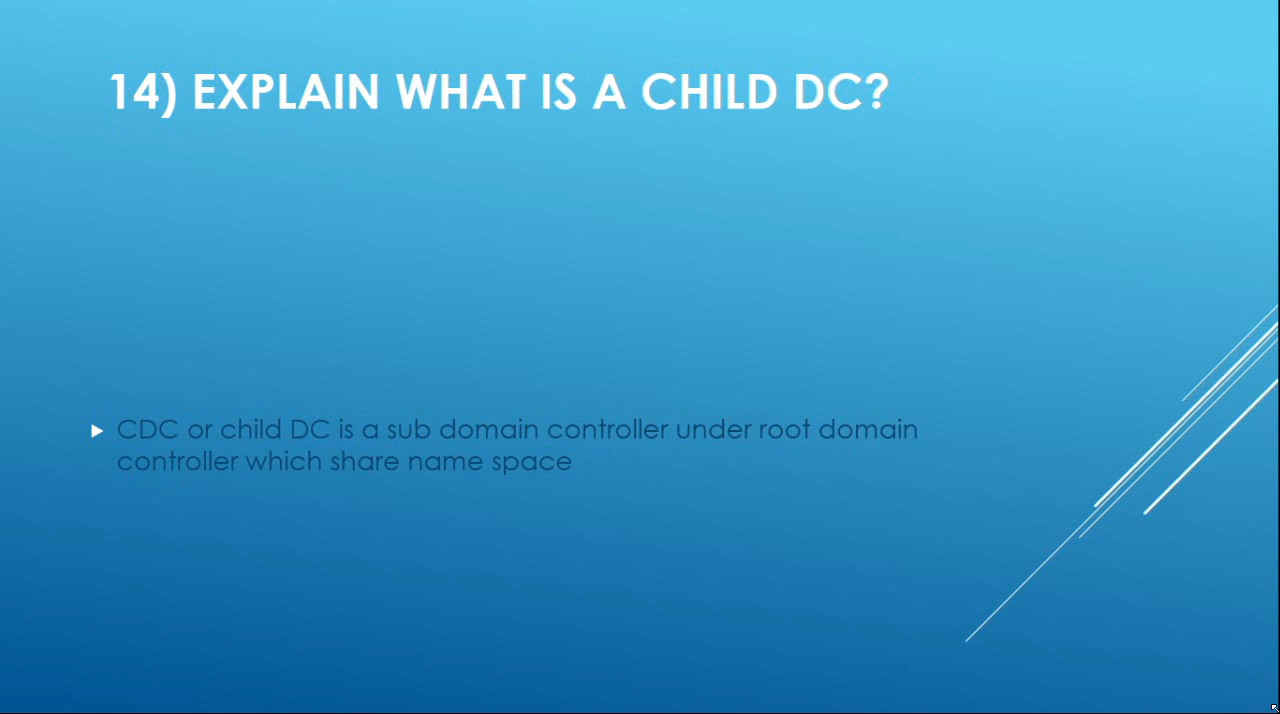 14) EXPLAIN WHAT IS A CHILD DC?
CDC or child DC is a sub domain controller under root domain
controller which share name space